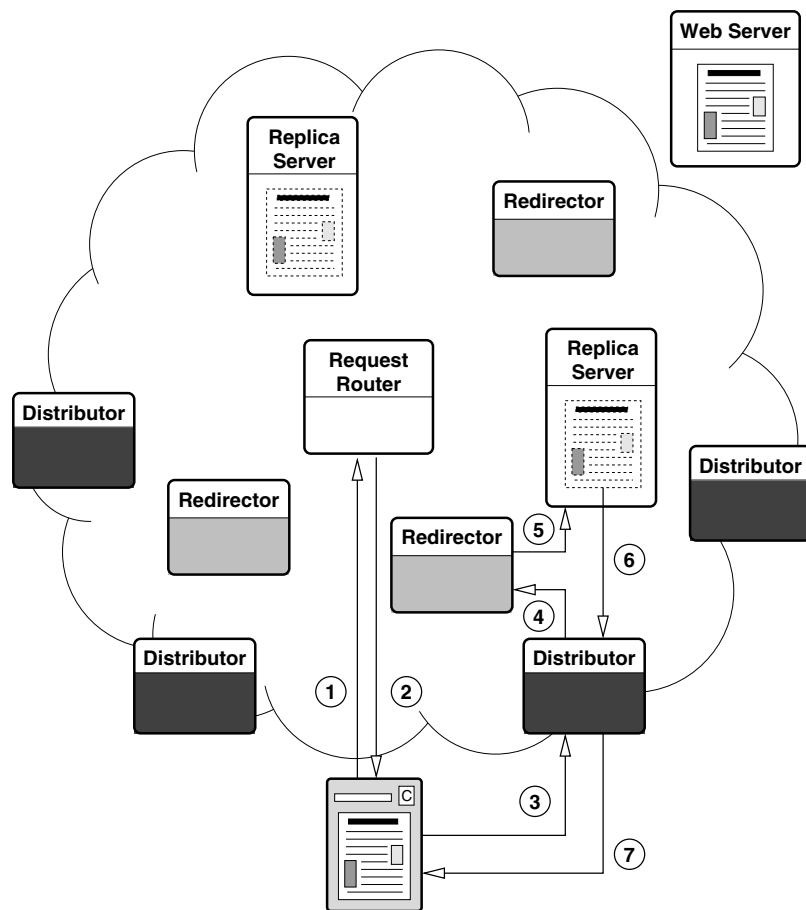 Web Server
Replica
Server
Redirector
Request
Router
Replica
Server
Distributor
Distributor
Redirector
Redirector
5
6
4
Distributor
Distributor
1
2
C
3
7